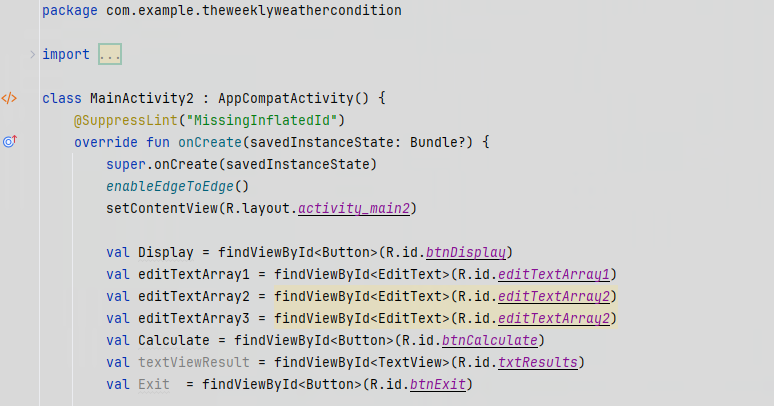 package com.example.theweeklyweathercondition
import ...
class MainActivity2 : AppCompatActivity() {
@SuppressLint("MissingInflatedId")
override fun onCreate(savedInstanceState: Bundle?) {
super.onCreate(savedInstanceState)
enableEdgeToEdge()
setContentView(R.layout.activity_main2)
val Display = findViewById<Button>(R.id.btnDisplay)
val editTextArray1 = findViewById<EditText>(R.id.editTextArray1)
val editTextArray2 = findViewById<EditText>(R.id.editTextArray2)
val editTextArray3 = findViewById<EditText>(R.id.editTextArray2)
val Calculate = findViewById<Button>(R.id.btnCalculate)
val textViewResult = findViewById<TextView>(R.id.txtResults)
val Exit  = findViewById<Button>(R.id.btnExit)